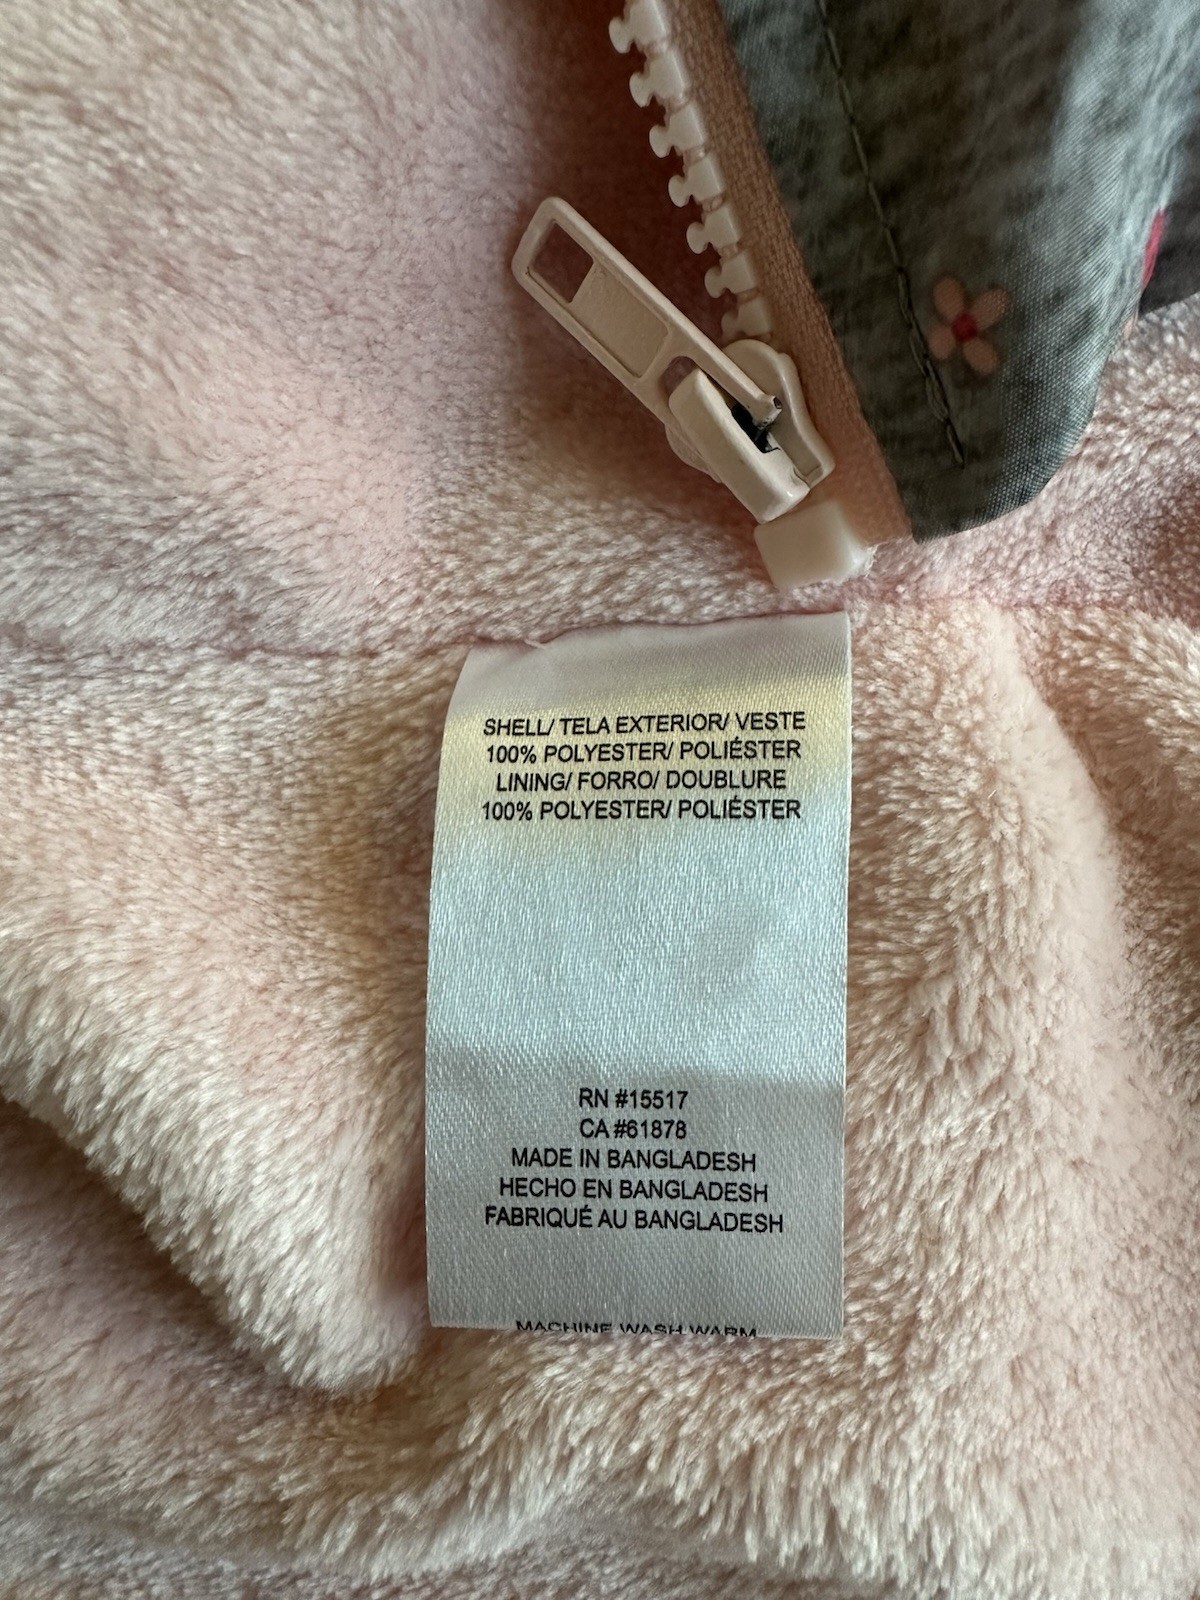 SHELL/ TELA EXTERIOR/ VESTE
100% POLYESTER/ POLIÉSTER
LINING/ FORRO/ DOUBLURE
100% POLYESTER/ POLIÉSTER
RN #15517
CA #61878
MADE IN BANGLADESH
HECHO EN BANGLADESH
FABRIQUÉ AU BANGLADESH
MACHINE WASH WARM